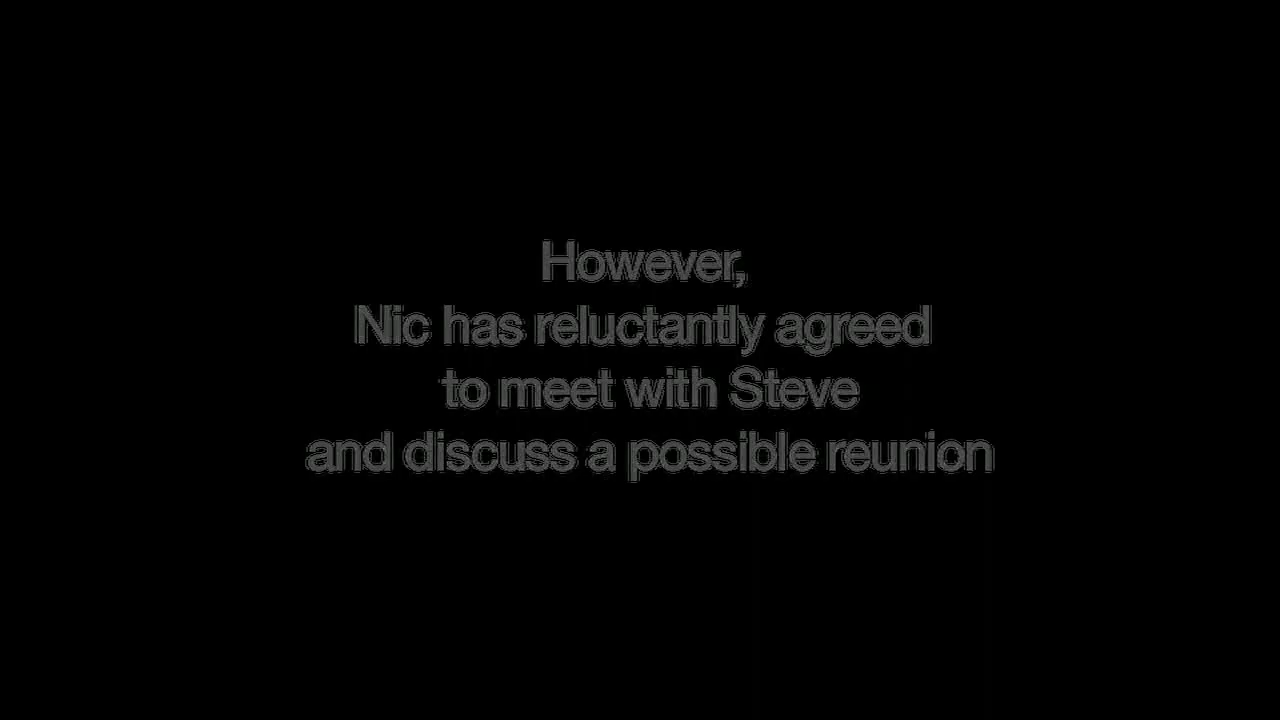 However,
Nic has reluctantly agreed
to meet with Steve
and discuss a possible reunion